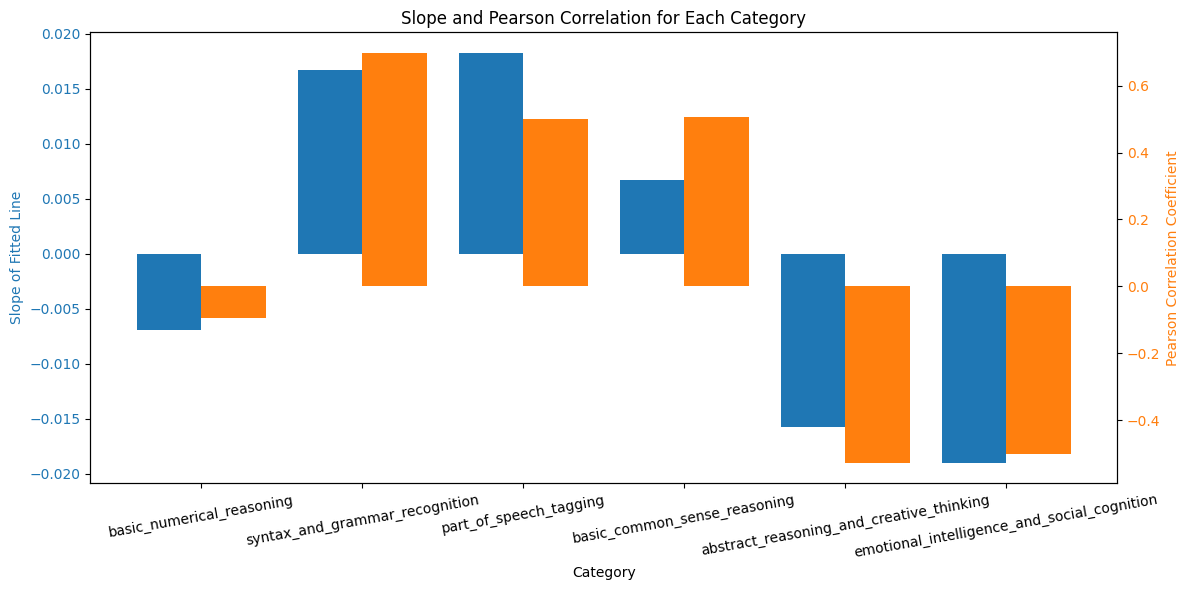 Slope and Pearson Correlation for Each Category
0.020
0.015
0.010
0.005
0.000
−0.005
−0.010
−0.015
−0.020
Slope of Fitted Line
0.6
0.4
0.2
0.0
−0.2
−0.4
Pearson Correlation Coefficient
basic_numerical_reasoning
syntax_and_grammar_recognition
part_of_speech_tagging
basic_common_sense_reasoning
abstract_reasoning_and_creative_thinking
emotional_intelligence_and_social_cognition
Category